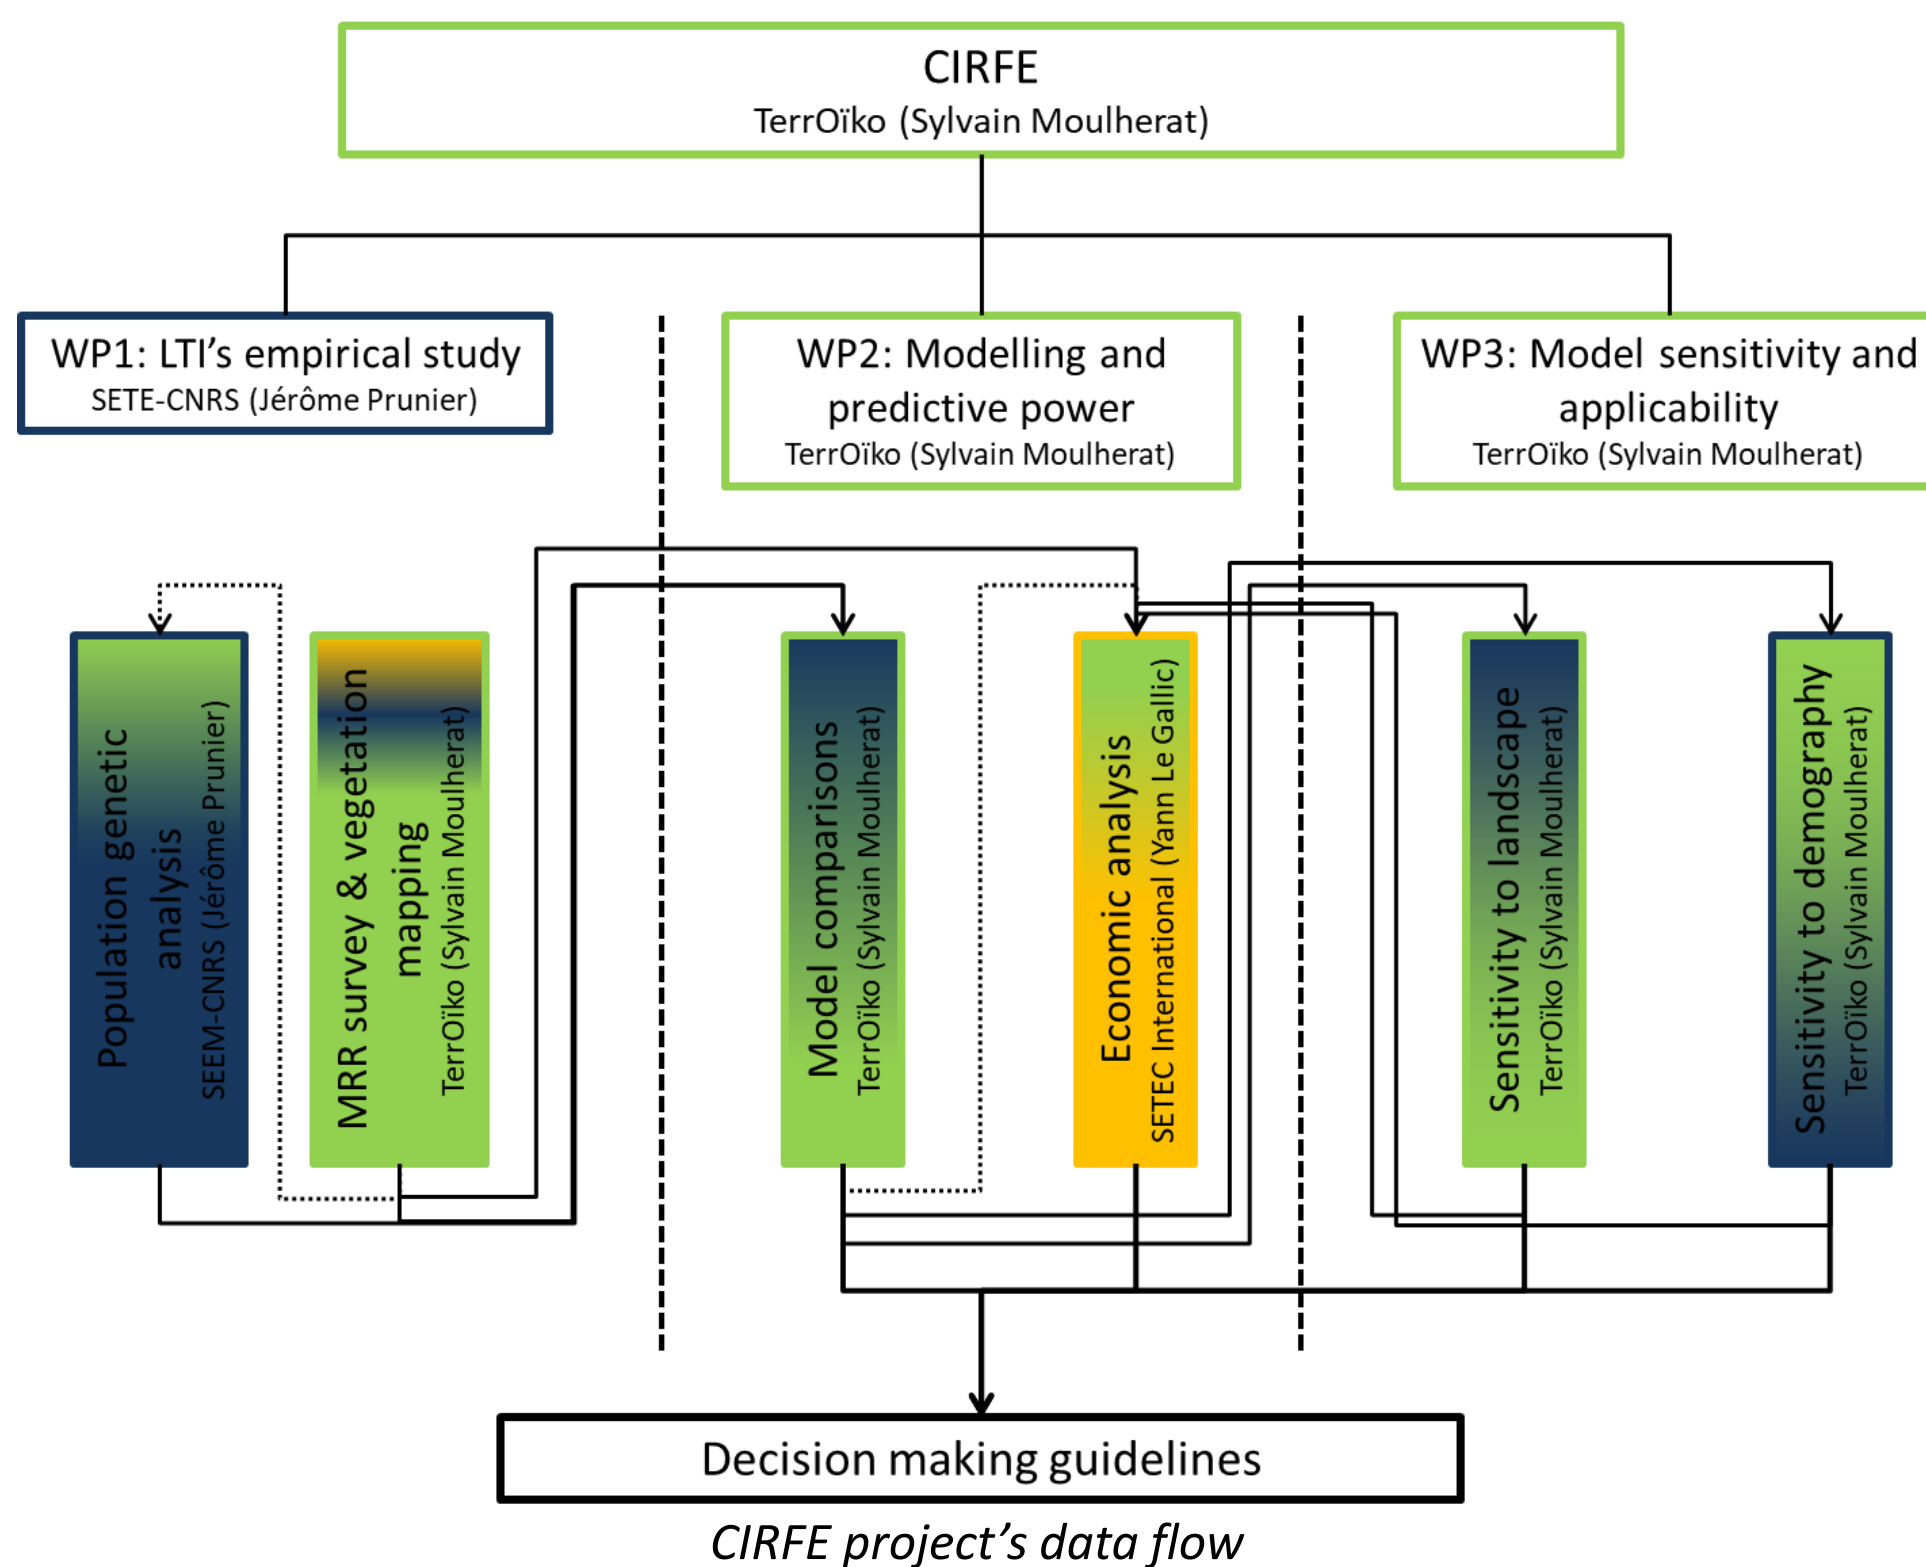 CIRFE
TerrOïko (Sylvain Moulherat)
WP1: LTI’s empirical study
SETE-CNRS (Jérôme Prunier)
WP2: Modelling and
predictive power
TerrOïko (Sylvain Moulherat)
WP3: Model sensitivity and
applicability
TerrOïko (Sylvain Moulherat)
Population genetic
analysis
SEEM-CNRS (Jérôme Prunier)
MRR survey & vegetation
mapping
TerrOïko (Sylvain Moulherat)
Model comparisons
TerrOïko (Sylvain Moulherat)
Economic analysis
SETEC International (Yann Le Gallic)
Sensitivity to landscape
TerrOïko (Sylvain Moulherat)
Sensitivity to demography
TerrOïko (Sylvain Moulherat)
Decision making guidelines
CIRFE project’s data flow